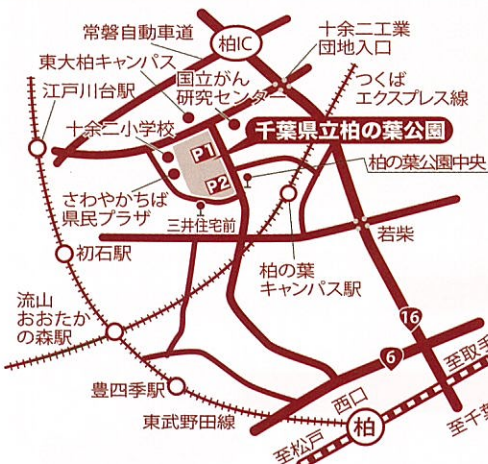 常磐自動車道
柏IC
十余二工業
団地入口
東大柏キャンパス
国立がん
研究センター
つくば
エクスプレス線
江戸川台駅
十余二小学校
P1
千葉県立柏の葉公園
P2
柏の葉公園中央
さわやかちば
県民プラザ
三井住宅前
若柴
初石駅
柏の葉
キャンパス駅
流山
おおたか
の森駅
16
6
至取手
豊四季駅
西口
東武野田線
柏
至松戸
至千葉